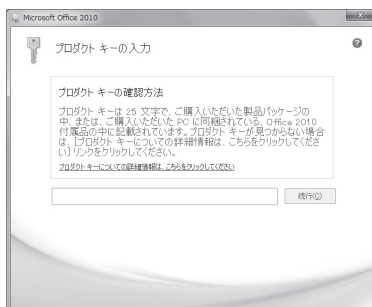 Microsoft Office 2010
プロダクト キーの入力
プロダクト キーの確認方法
プロダクト キーは 25 文字で、ご購入いただいた製品パッケージの
中、または、ご購入いただいた PC に同梱されている、Office 2010
付属品の中に記載されています。プロダクト キーが見つからない場合
は、[プロダクト キーについての詳細情報は、こちらをクリックしてくださ
い] リンクをクリックしてください。
プロダクト キーについての詳細情報は、こちらをクリックしてください
続行(C)